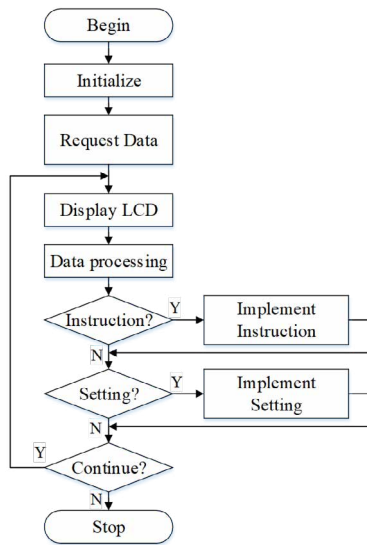 Begin
Initialize
Request Data
Display LCD
Data processing
Instruction?
Y
Implement
Instruction
N
Setting?
Y
Implement
Setting
N
Continue?
Y
N
Stop